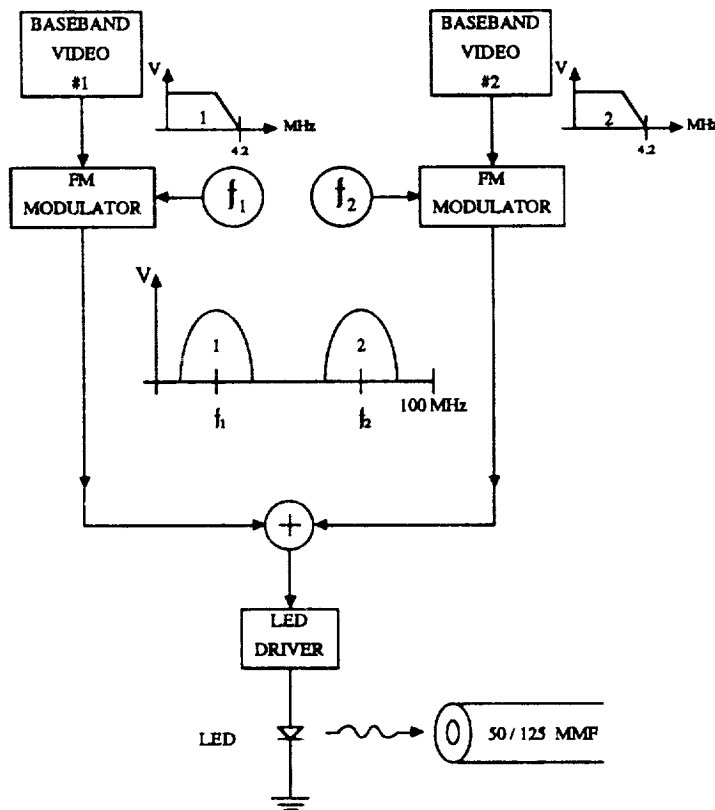 BASEBAND
VIDEO
#1
V
1
4.2
MHz
BASEBAND
VIDEO
#2
V
2
4.2
MHz
FM
MODULATOR
f1
f2
FM
MODULATOR
V
1
2
f1
f2
100 MHz
+
LED
DRIVER
LED
50 / 125 MMF